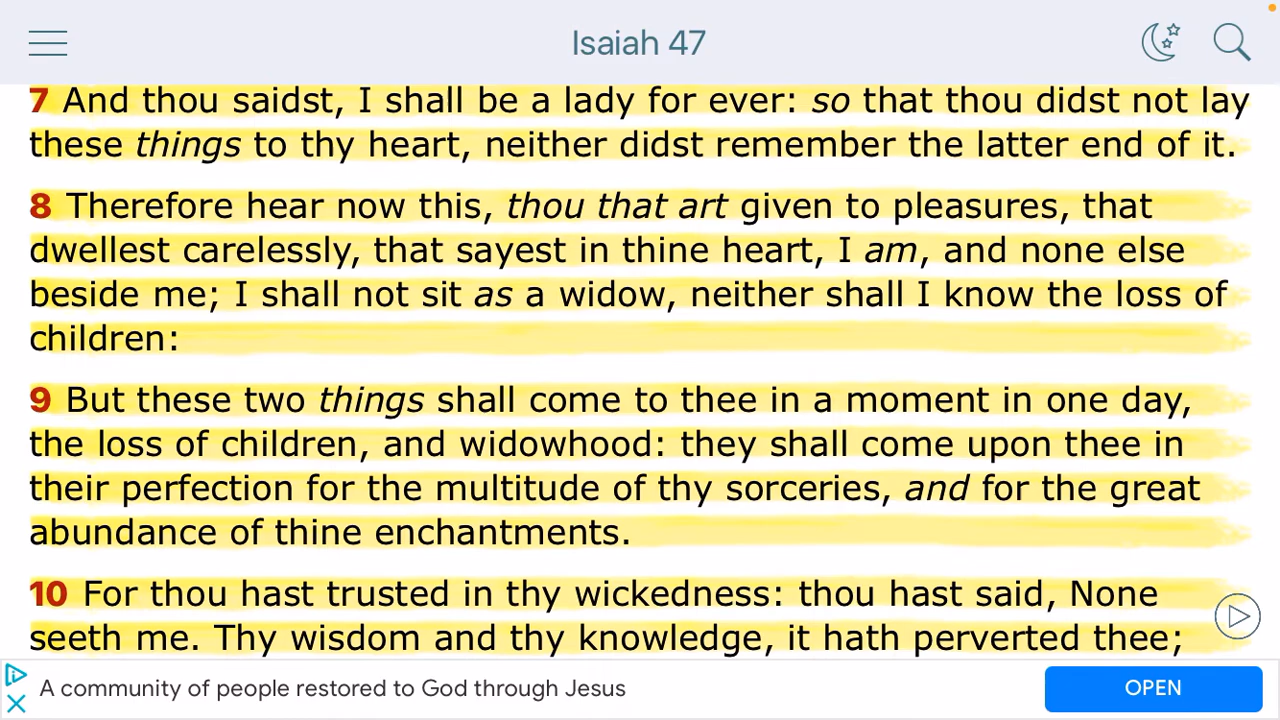 Isaiah 47
7 And thou saidst, I shall be a lady for ever: so that thou didst not lay
these things to thy heart, neither didst remember the latter end of it.
8 Therefore hear now this, thou that art given to pleasures, that
dwellest carelessly, that sayest in thine heart, I am, and none else
beside me; I shall not sit as a widow, neither shall I know the loss of
children:
9 But these two things shall come to thee in a moment in one day,
the loss of children, and widowhood: they shall come upon thee in
their perfection for the multitude of thy sorceries, and for the great
abundance of thine enchantments.
10 For thou hast trusted in thy wickedness: thou hast said, None
seeth me. Thy wisdom and thy knowledge, it hath perverted thee;
A community of people restored to God through Jesus
OPEN